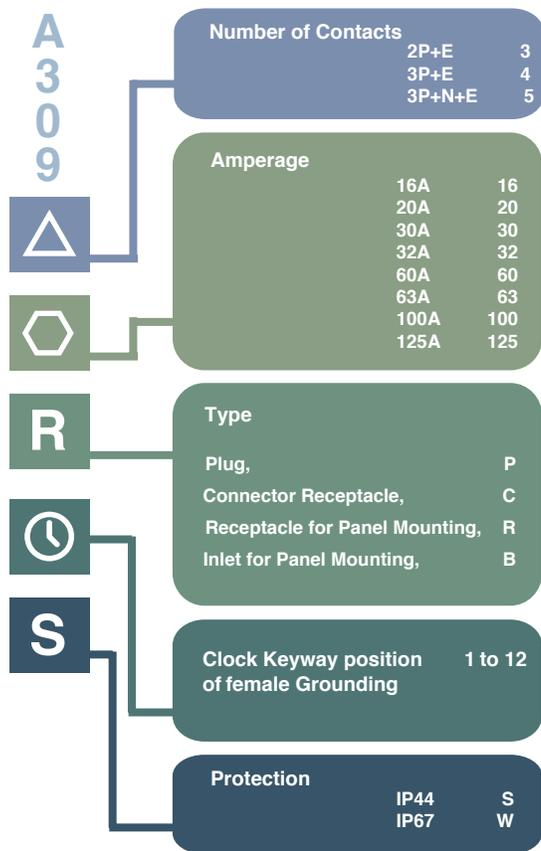 A
3
0
9
R
S
Number of Contacts
2P+E 3
3P+E 4
3P+N+E 5
Amperage
16A 16
20A 20
30A 30
32A 32
60A 60
63A 63
100A 100
125A 125
Type
Plug, P
Connector Receptacle, C
Receptacle for Panel Mounting, R
Inlet for Panel Mounting, B
Clock Keyway position 1 to 12
of female Grounding
Protection
IP44 S
IP67 W